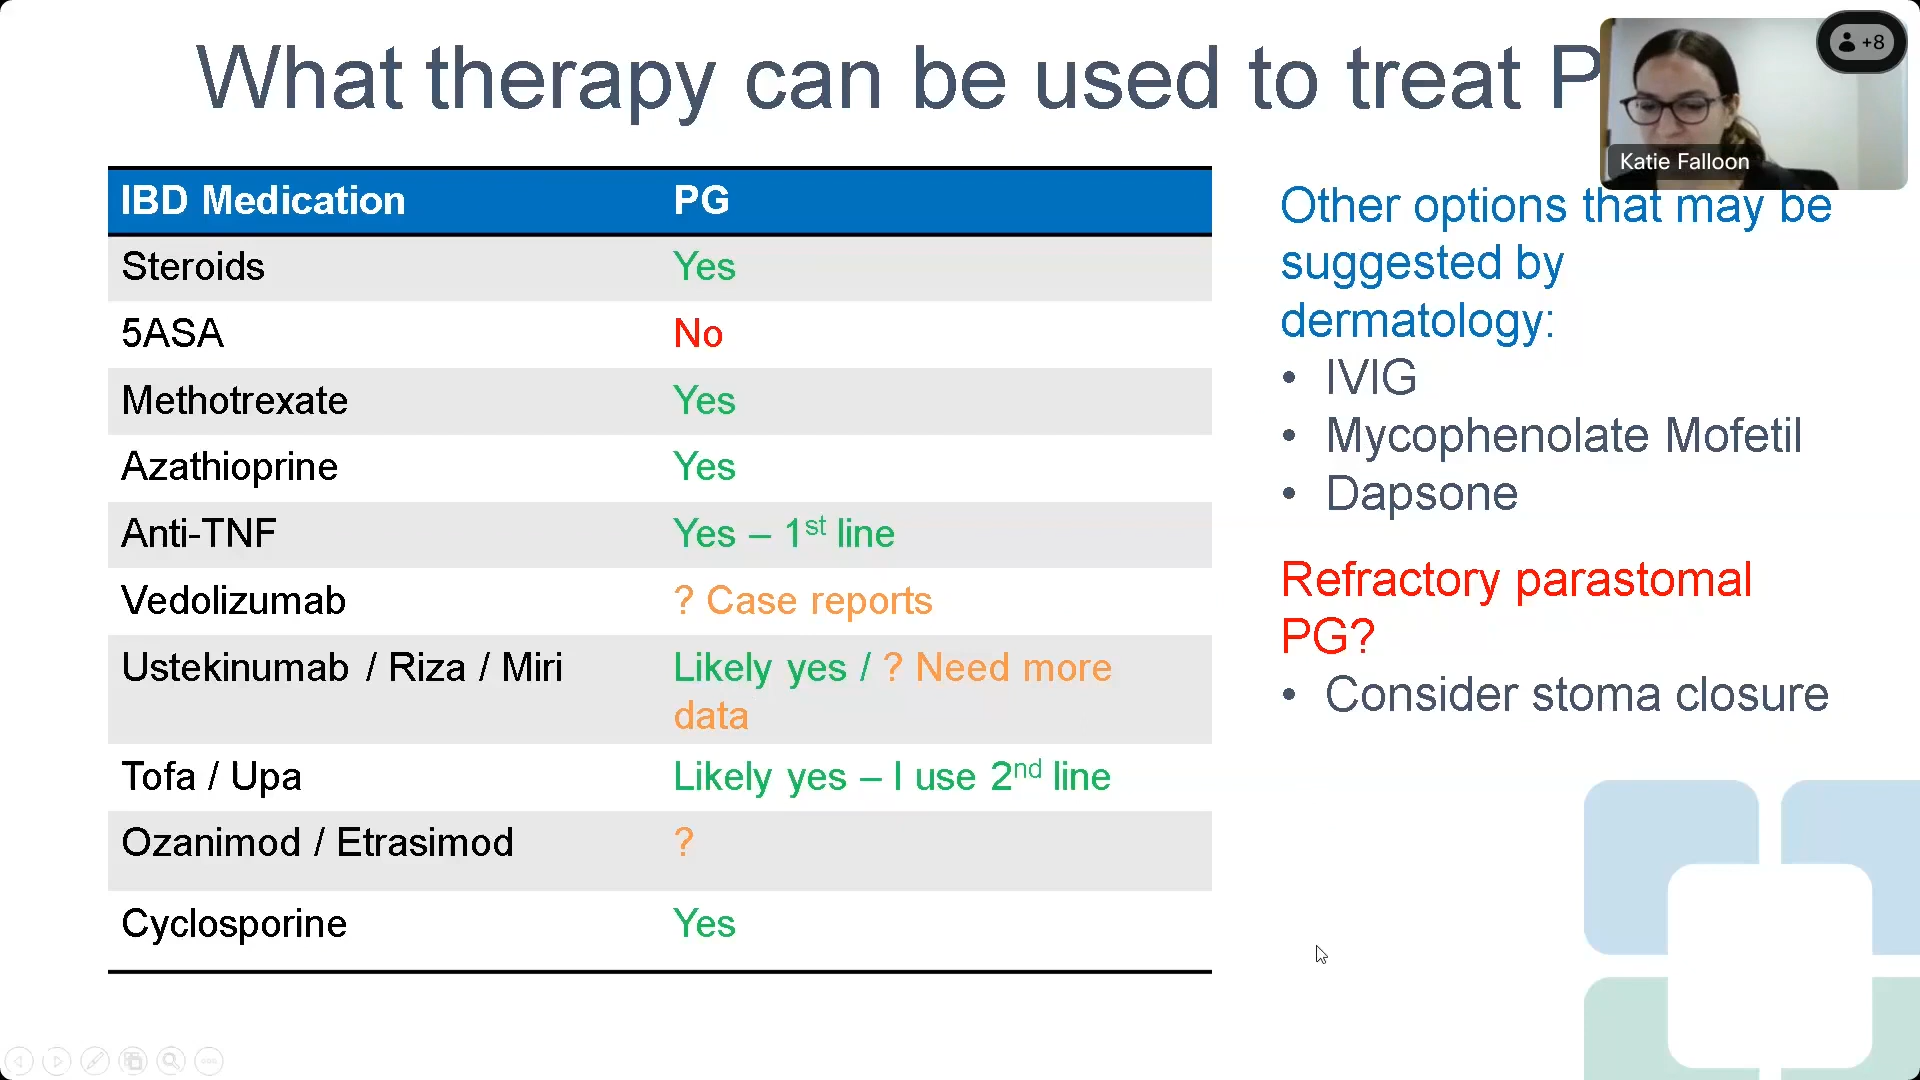 What therapy can be used to treat P
+8
Katie Falloon
IBD Medication PG
Steroids Yes
5ASA No
Methotrexate Yes
Azathioprine Yes
Anti-TNF Yes – 1st line
Vedolizumab ? Case reports
Ustekinumab / Riza / Miri Likely yes / ? Need more
data
Tofa / Upa Likely yes – I use 2nd line
Ozanimod / Etrasimod ?
Cyclosporine Yes
Other options that may be
suggested by
dermatology:
• IVIG
• Mycophenolate Mofetil
• Dapsone
Refractory parastomal
PG?
• Consider stoma closure